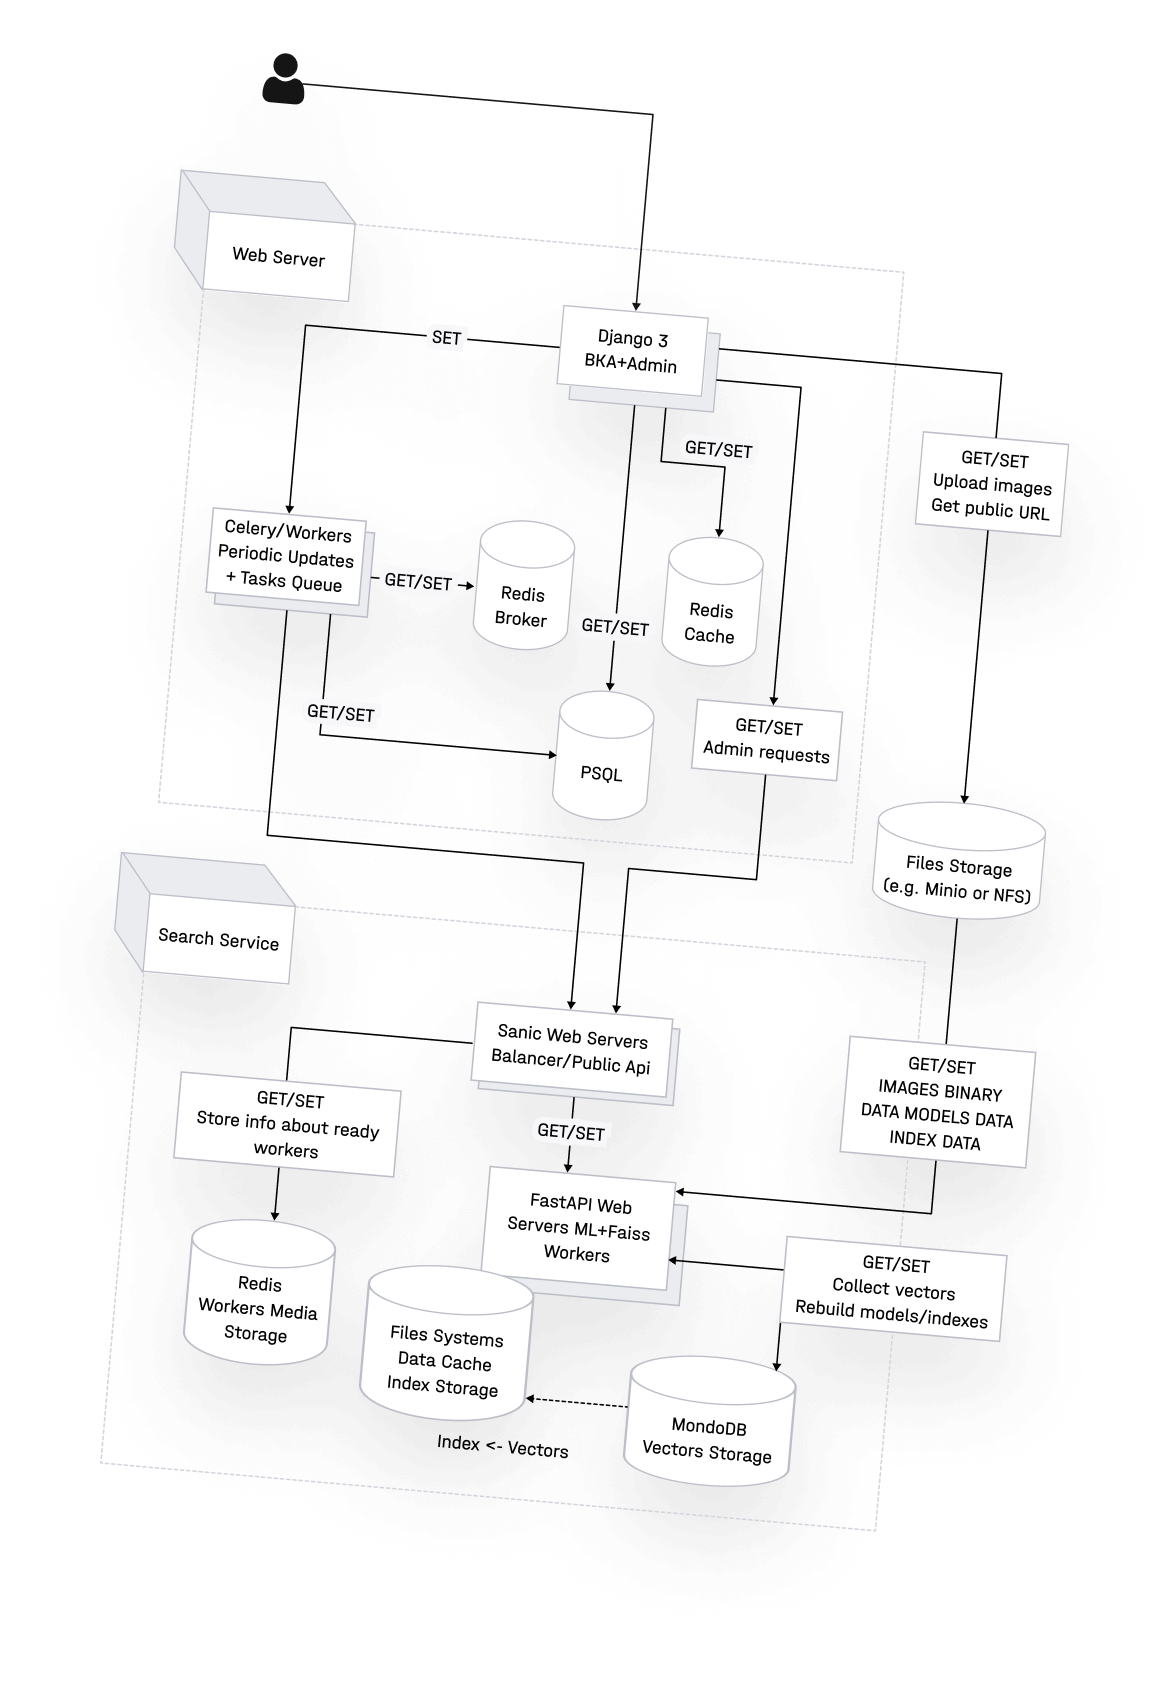 Web Server
Django 3
BKA+Admin
SET
GET/SET
GET/SET
Upload images
Get public URL
Celery/Workers
Periodic Updates
+ Tasks Queue
GET/SET
Redis
Broker
GET/SET
Redis
Cache
GET/SET
PSQL
GET/SET
Admin requests
Files Storage
(e.g. Minio or NFS)
Search Service
Sanic Web Servers
Balancer/Public Api
GET/SET
Store info about ready
workers
GET/SET
GET/SET
IMAGES BINARY
DATA MODELS DATA
INDEX DATA
FastAPI Web
Servers ML+Faiss
Workers
GET/SET
Collect vectors
Rebuild models/indexes
Redis
Workers Media
Storage
Files Systems
Data Cache
Index Storage
MondoDB
Vectors Storage
Index <- Vectors